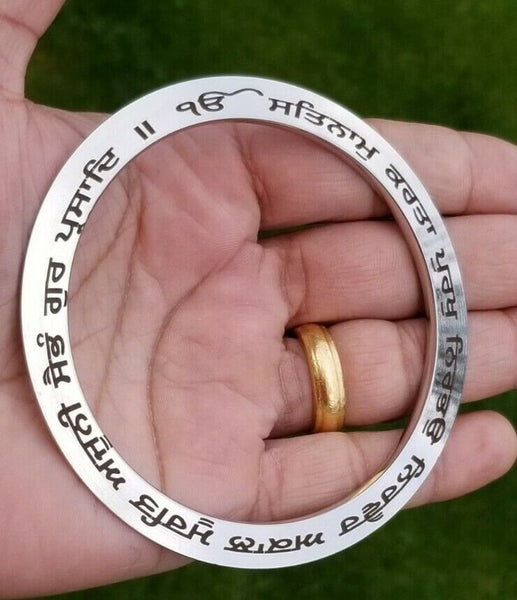 ੴ ਸਤਿਨਾਮੁ ਕਰਤਾ ਪੁਰਖੁ ਨਿਰਭਉ ਨਿਰਵੈਰੁ ਅਕਾਲ ਮੂਰਤਿ ਅਜੂਨੀ ਸੈਭੰ ਗੁਰ ਪ੍ਰਸਾਦਿ ॥